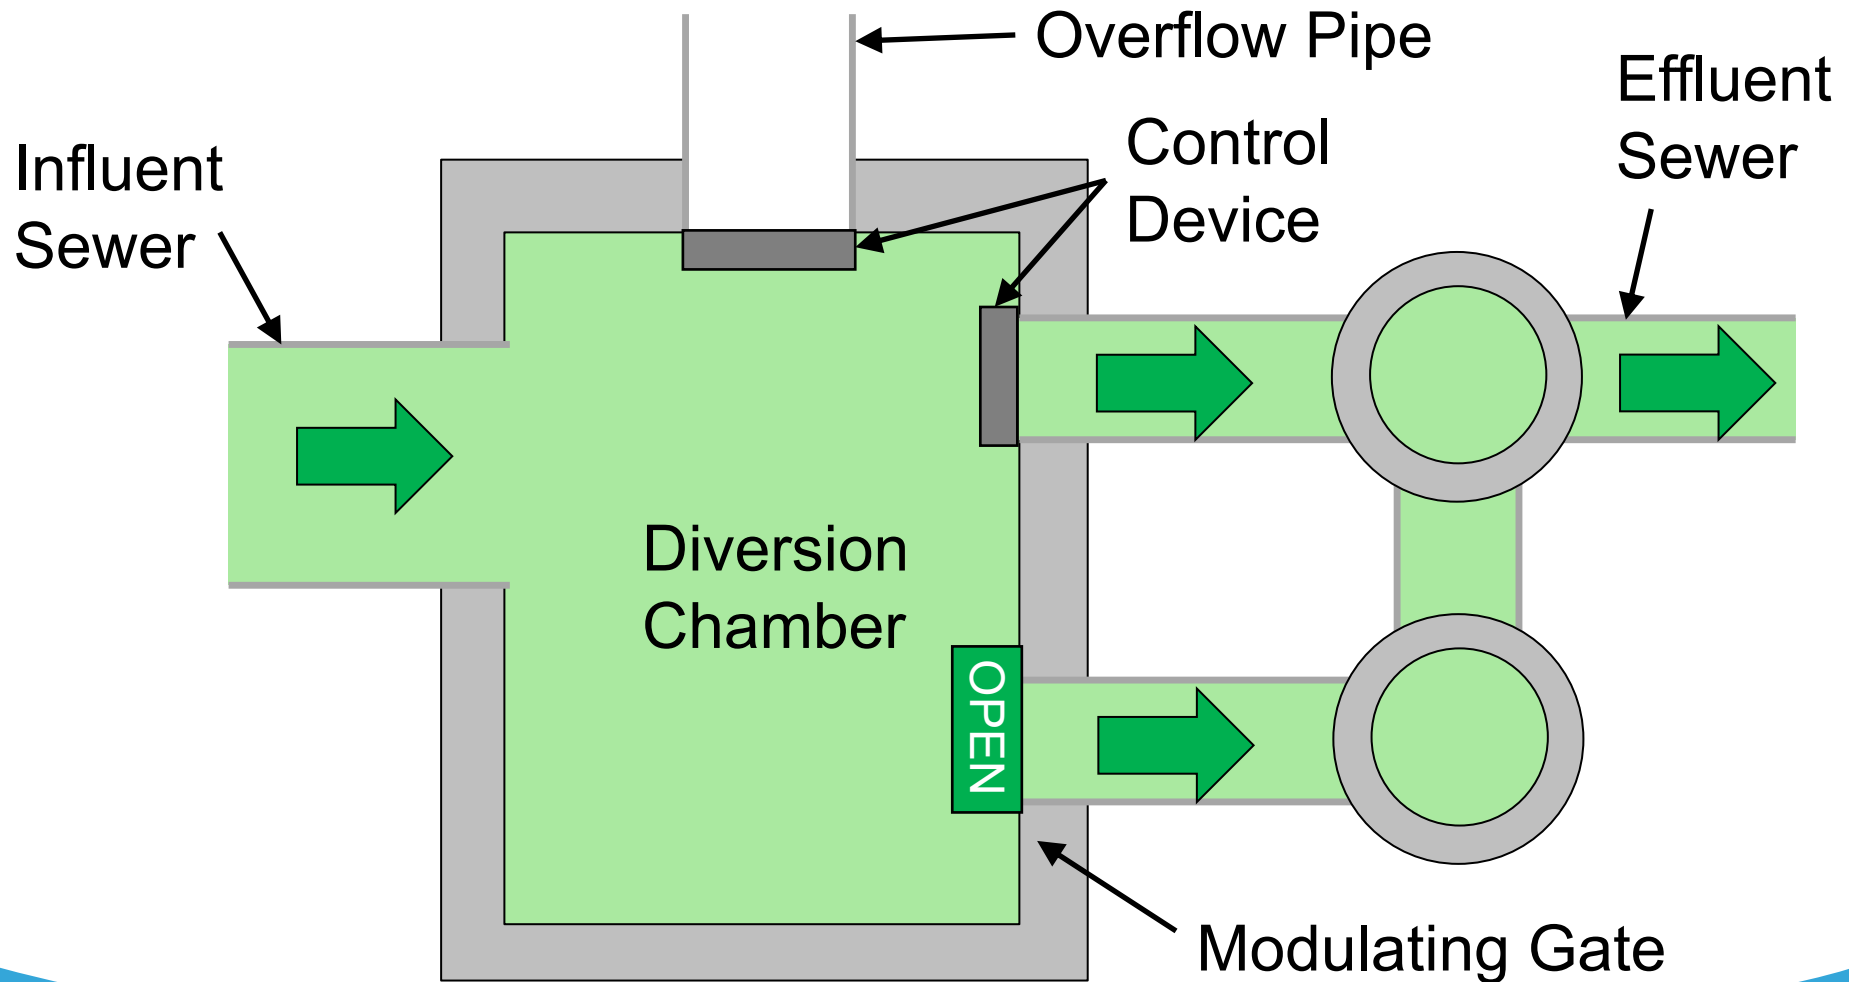 Overflow Pipe
Effluent
Sewer
Control
Device
Influent
Sewer
Diversion
Chamber
OPEN
Modulating Gate